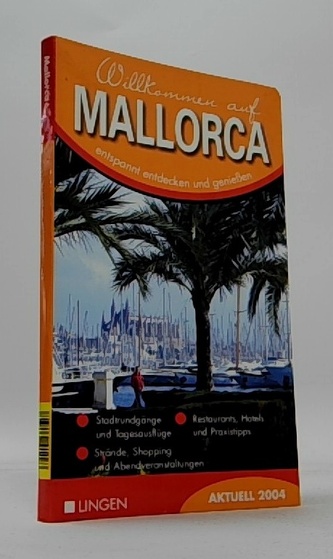 Willkommen auf
MALLORCA
entspannt entdecken und genießen
Stadtrundgänge
und Tagesausflüge
Restaurants, Hotels
und Praxistipps
Strände, Shopping
und Abendveranstaltungen
LINGEN
AKTUELL 2004
Mallorca